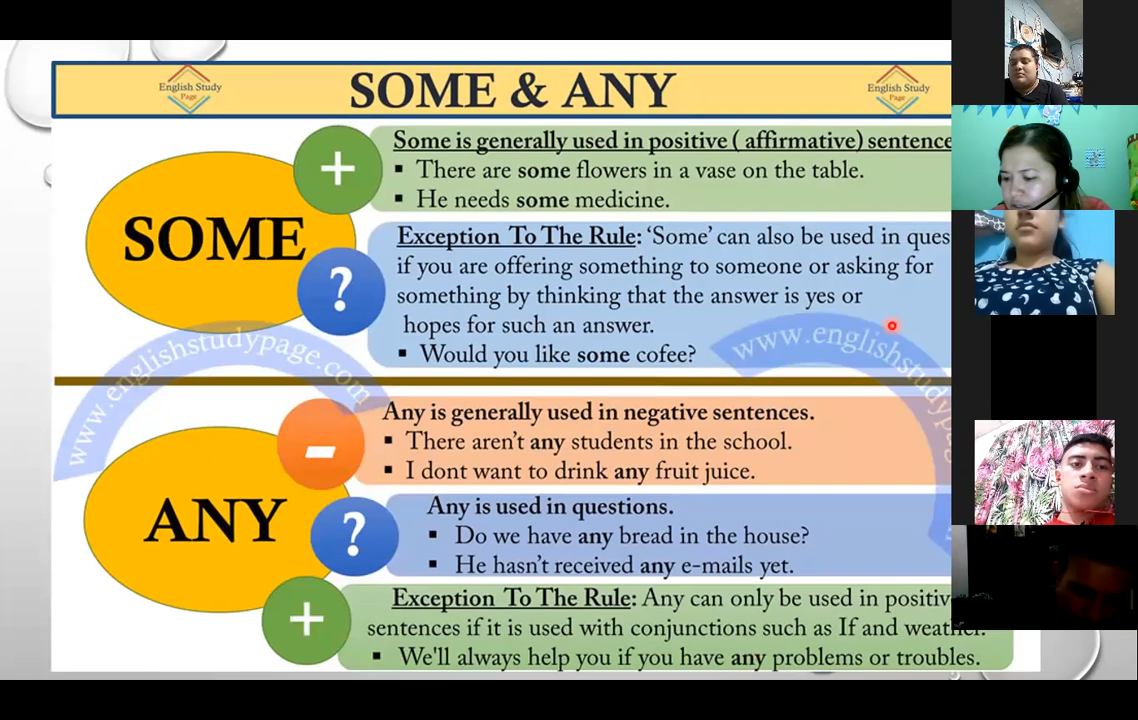 English Study
Page
SOME & ANY
English Study
Page
SOME
+
Some is generally used in positive ( affirmative) sentence
▪ There are some flowers in a vase on the table.
▪ He needs some medicine.
?
Exception To The Rule: ‘Some’ can also be used in ques
if you are offering something to someone or asking for
something by thinking that the answer is yes or
hopes for such an answer.
▪ Would you like some cofee?
www.englishstudypage.com
www.englishstudypage.
ANY
-
Any is generally used in negative sentences.
▪ There aren’t any students in the school.
▪ I dont want to drink any fruit juice.
?
Any is used in questions.
▪ Do we have any bread in the house?
▪ He hasn’t received any e-mails yet.
+
Exception To The Rule: Any can only be used in positiv
sentences if it is used with conjunctions such as If and weather.
▪ We'll always help you if you have any problems or troubles.